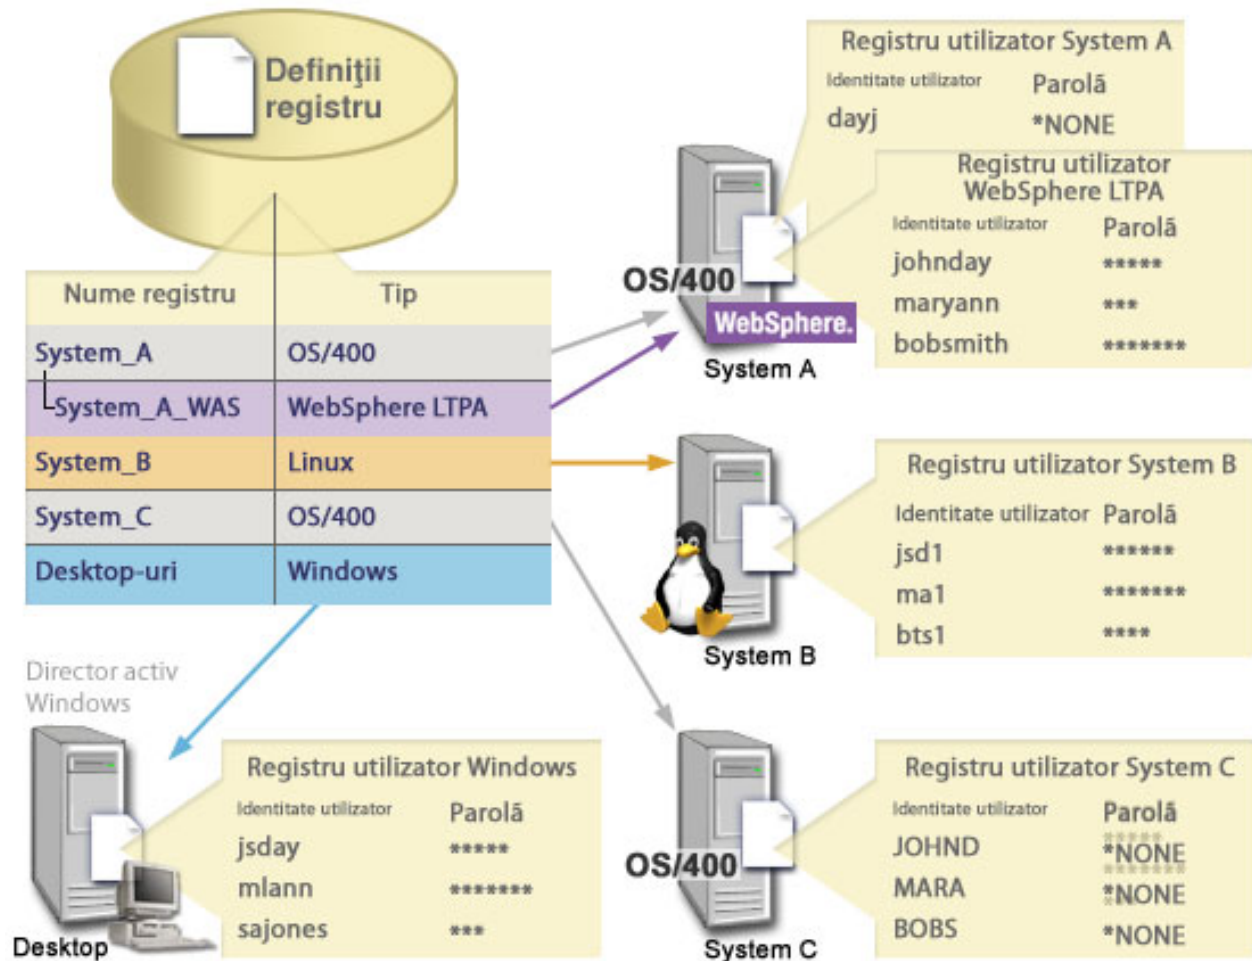 Definiţii
registru
Nume registru Tip
System_A OS/400
System_A_WAS WebSphere LTPA
System_B Linux
System_C OS/400
Desktop-uri Windows
Registru utilizator System A
Identitate utilizator Parolă
dayj *NONE
Registru utilizator
WebSphere LTPA
Identitate utilizator Parolă
johnday *****
maryann ***
bobsmith *******
OS/400
WebSphere.
System A
Registru utilizator System B
Identitate utilizator Parolă
jsd1 ******
ma1 *******
bts1 ****
System B
Director activ
Windows
Registru utilizator Windows
Identitate utilizator Parolă
jsday *****
mlann *******
sajones ***
Desktop
Registru utilizator System C
Identitate utilizator Parolă
JOHND *NONE
MARA *NONE
BOBS *NONE
OS/400
System C